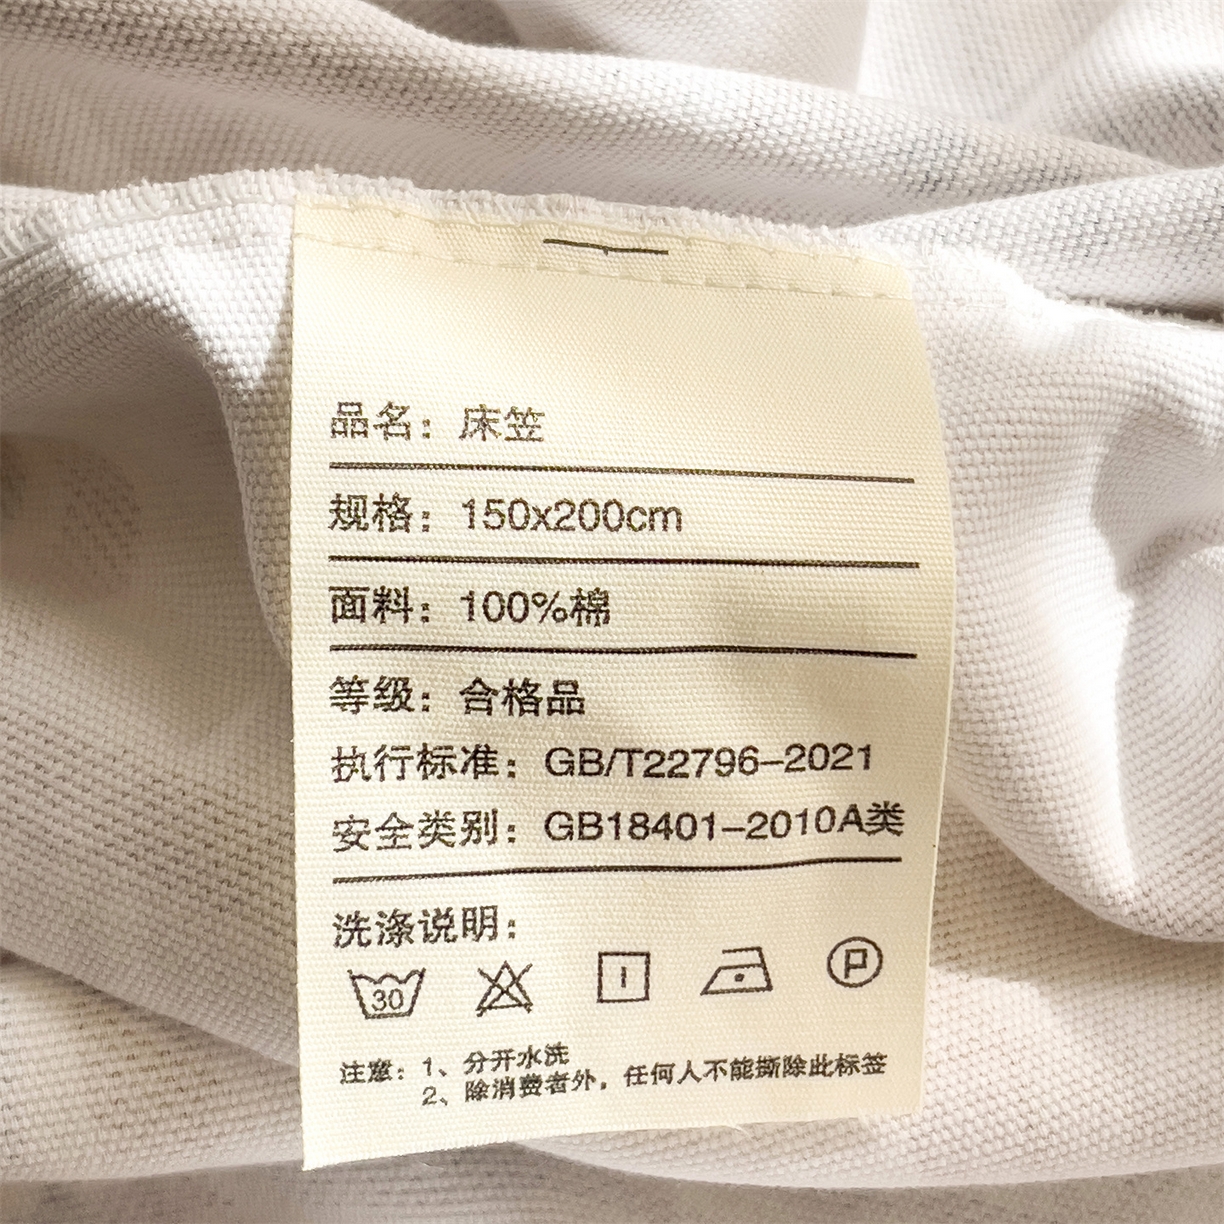 品名：床笠
规格：150x200cm
面料：100%棉
等级：合格品
执行标准：GB/T22796-2021
安全类别：GB18401-2010A类
洗涤说明：
30
P
注意：1、分开水洗
2、除消费者外，任何人不能撕除此标签